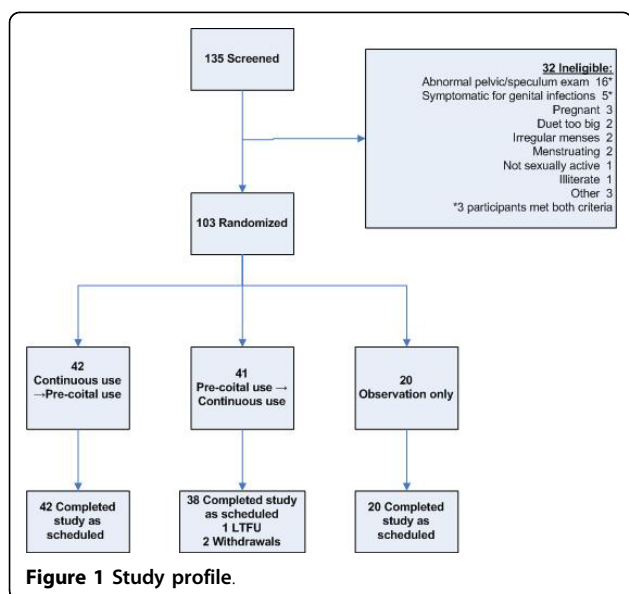 135 Screened
32 Ineligible:
Abnormal pelvic/speculum exam 16*
Symptomatic for genital infections 5*
Pregnant 3
Duet too big 2
Irregular menses 2
Menstruating 2
Not sexually active 1
Illiterate 1
Other 3
*3 participants met both criteria
103 Randomized
42
Continuous use
→Pre-coital use
41
Pre-coital use →
Continuous use
20
Observation only
42 Completed
study as
scheduled
38 Completed study
as scheduled
1 LTFU
2 Withdrawals
20 Completed
study as
scheduled
Figure 1 Study profile.